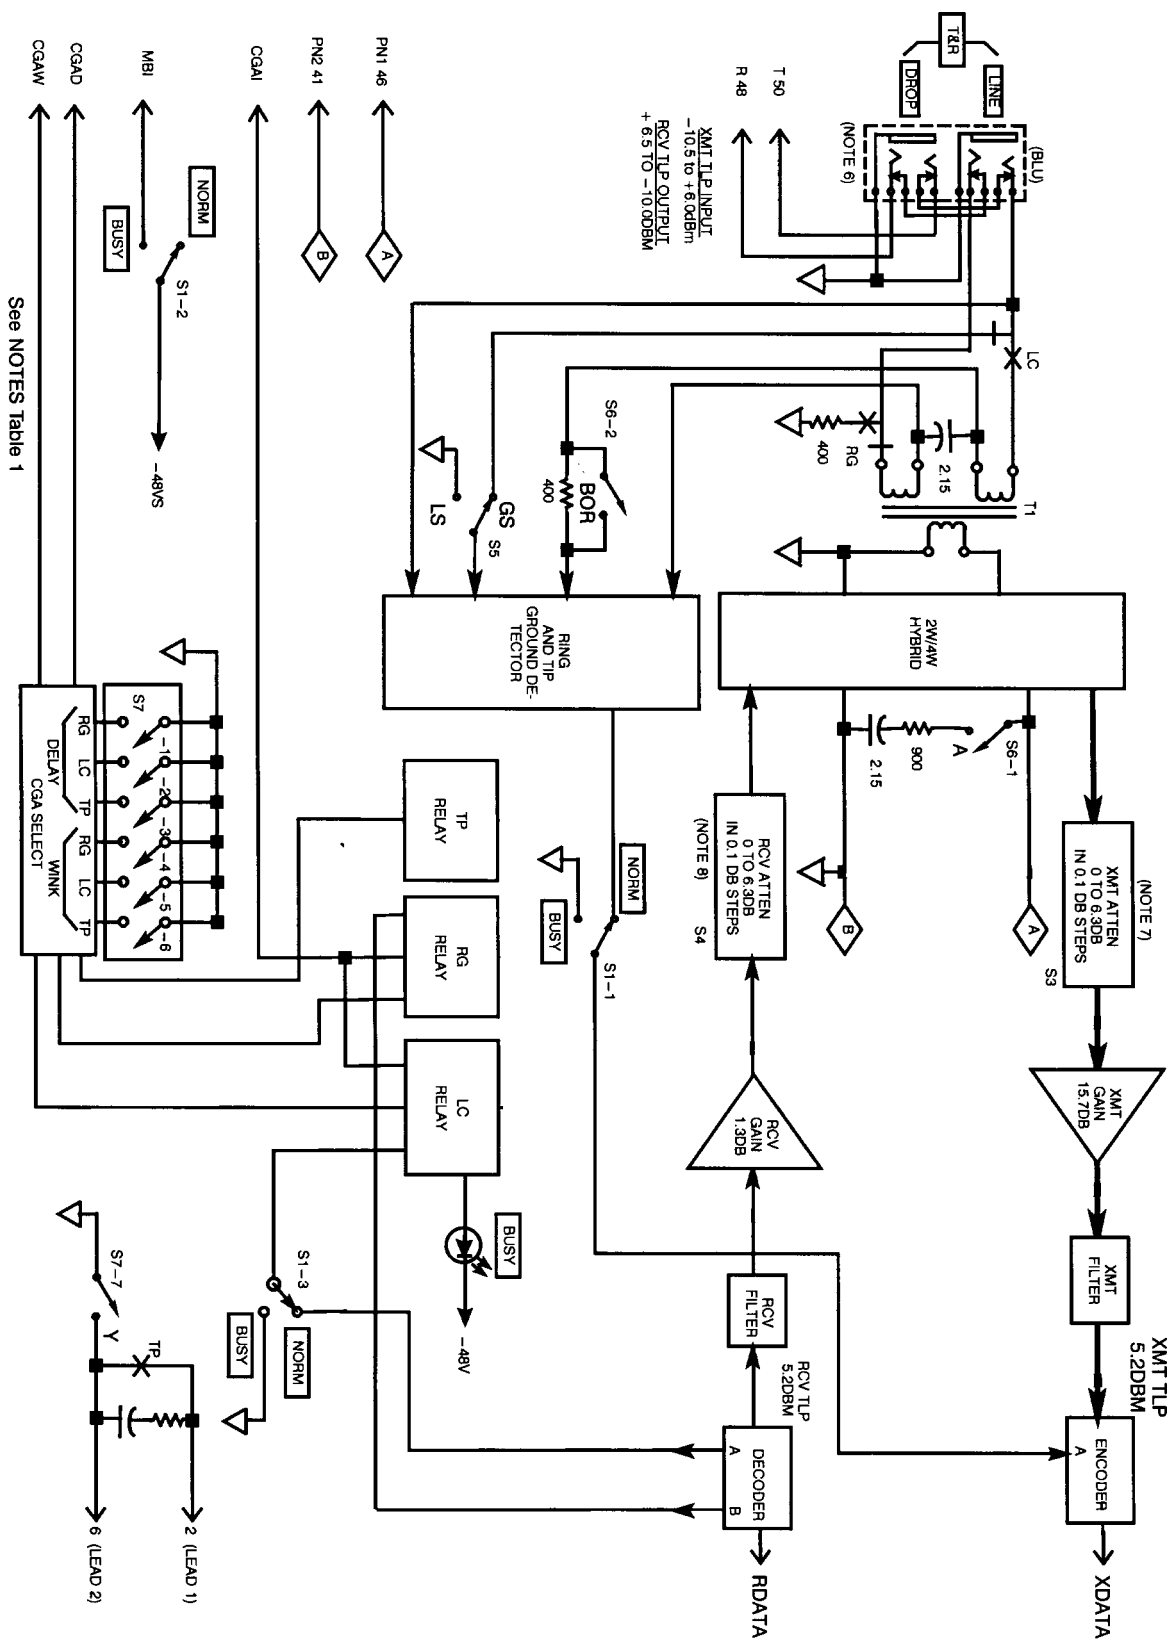 T&R
LINE
DROP
(BLU)
(NOTE 6)
T 50
R 48
XMT TLP INPUT
-10.5 to +6.0dBm
RCV TLP OUTPUT
+ 6.5 TO -10.0DBM
PN1 46
PN2 41
CGAI
MBI
CGAD
CGAW
A
B
NORM
BUSY
S1-2
-48VS
See NOTES Table 1
LC
T1
2.15
RG
400
S6-2
BOR
400
GS
LS
S5
2W/4W
HYBRID
RING
AND TIP
GROUND DE-
TECTOR
S6-1
A
900
2.15
A
B
(NOTE 7)
XMT ATTEN
0 TO 6.3DB
IN 0.1 DB STEPS
S3
XMT
GAIN
15.7DB
XMT
FILTER
XMT TLP
5.2DBM
ENCODER
A
XDATA
RCV ATTEN
0 TO 6.3DB
IN 0.1 DB STEPS
(NOTE 8)
S4
RCV
GAIN
1.3DB
RCV
FILTER
RCV TLP
5.2DBM
DECODER
A
B
RDATA
NORM
BUSY
S1-1
TP
RELAY
RG
RELAY
LC
RELAY
BUSY
-48V
S1-3
NORM
BUSY
S7
-1
-2
-3
-4
-5
-6
RG LC TP RG LC TP
DELAY WINK
CGA SELECT
S7-7
Y
TP
2 (LEAD 1)
6 (LEAD 2)